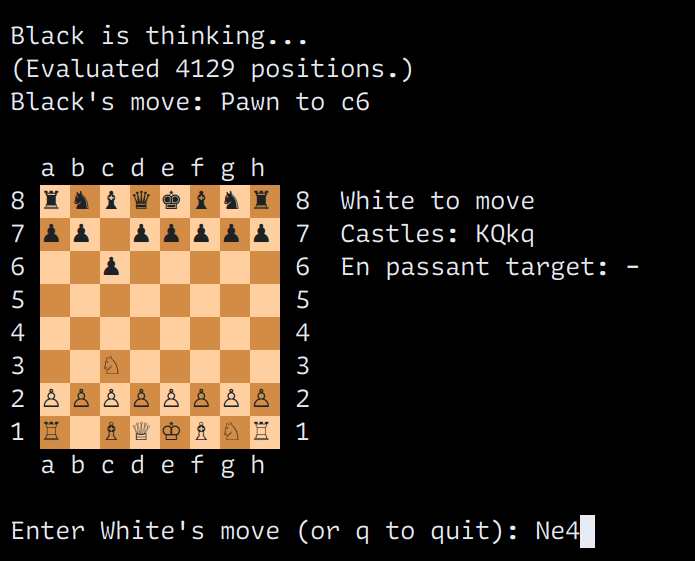 Black is thinking...
(Evaluated 4129 positions.)
Black's move: Pawn to c6
a b c d e f g h
8 ♜♞♝♛♚♝♞♜ 8 White to move
7 ♟♟ ♟♟♟♟♟ 7 Castles: KQkq
6 ♟ 6 En passant target: -
5 5
4 4
3 ♘ 3
2 ♙♙♙♙♙♙♙♙ 2
1 ♖ ♗♕♔♗♘♖ 1
a b c d e f g h
Enter White's move (or q to quit): Ne4